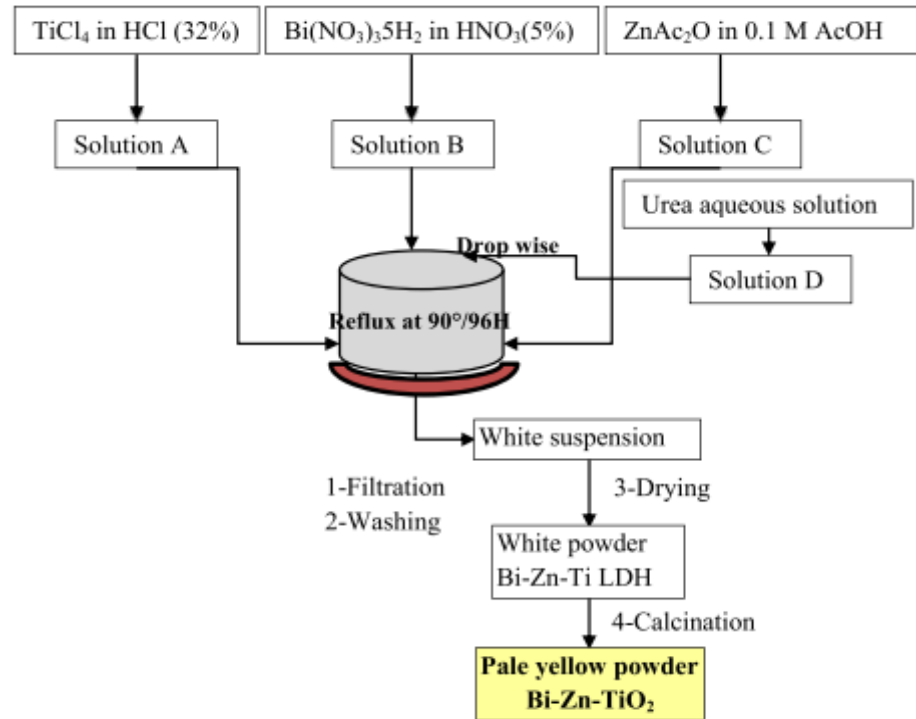 TiCl₄ in HCl (32%)
Bi(NO₃)₃5H₂ in HNO₃(5%)
ZnAc₂O in 0.1 M AcOH
Solution A
Solution B
Solution C
Urea aqueous solution
Drop wise
Solution D
Reflux at 90°/96H
White suspension
1-Filtration
2-Washing
3-Drying
White powder
Bi-Zn-Ti LDH
4-Calcination
Pale yellow powder
Bi-Zn-TiO₂